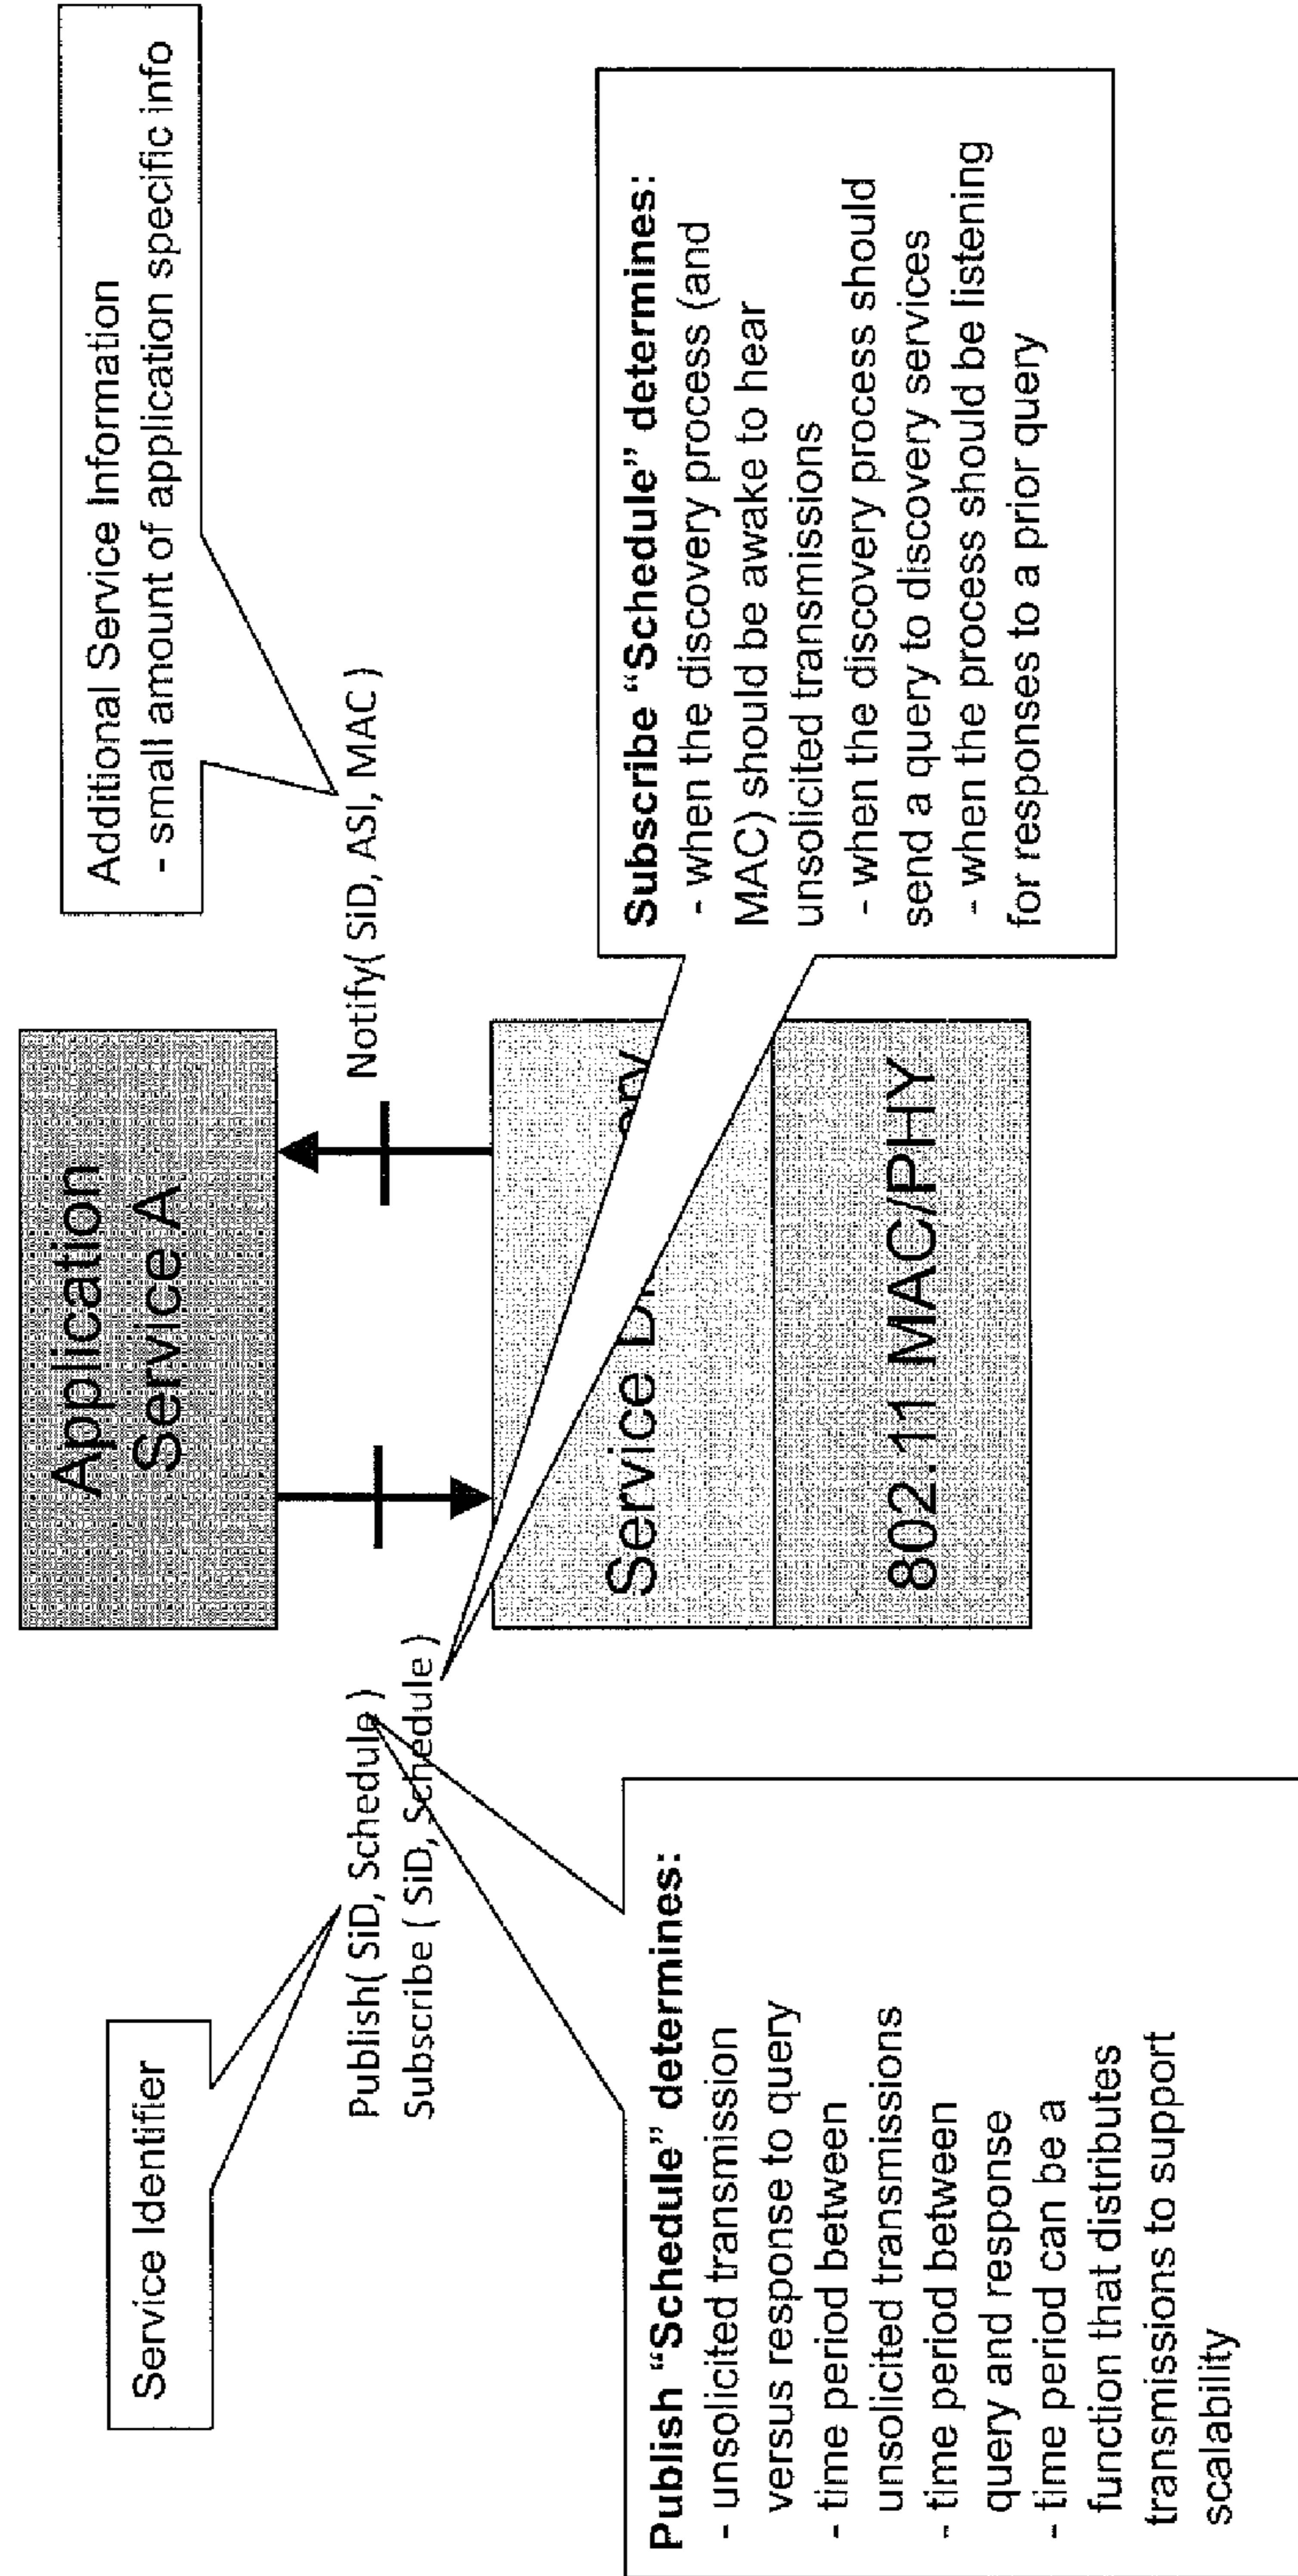 Service Identifier
Publish( SiD, Schedule )
Subscribe ( SiD, Schedule )
Publish “Schedule” determines:
- unsolicited transmission
versus response to query
- time period between
unsolicited transmissions
- time period between
query and response
- time period can be a
function that distributes
transmissions to support
scalability
Application
Service A
Service
802.11 MAC/PHY
Notify( SiD, ASI, MAC )
Additional Service Information
- small amount of application specific info
Subscribe “Schedule” determines:
- when the discovery process (and
MAC) should be awake to hear
unsolicited transmissions
- when the discovery process should
send a query to discovery services
- when the process should be listening
for responses to a prior query